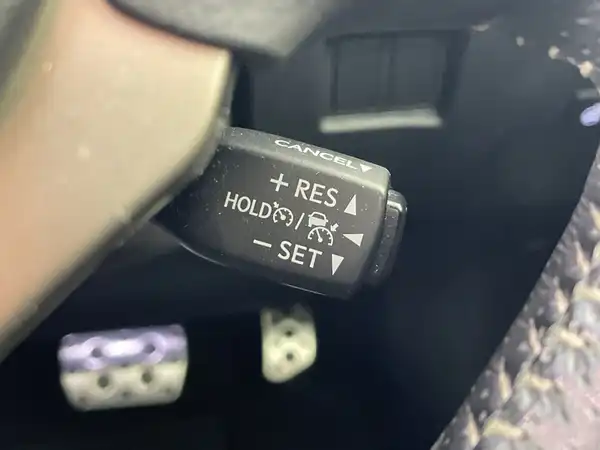 CANCEL▼
+ RES ▲
HOLD / ◀
− SET ▼